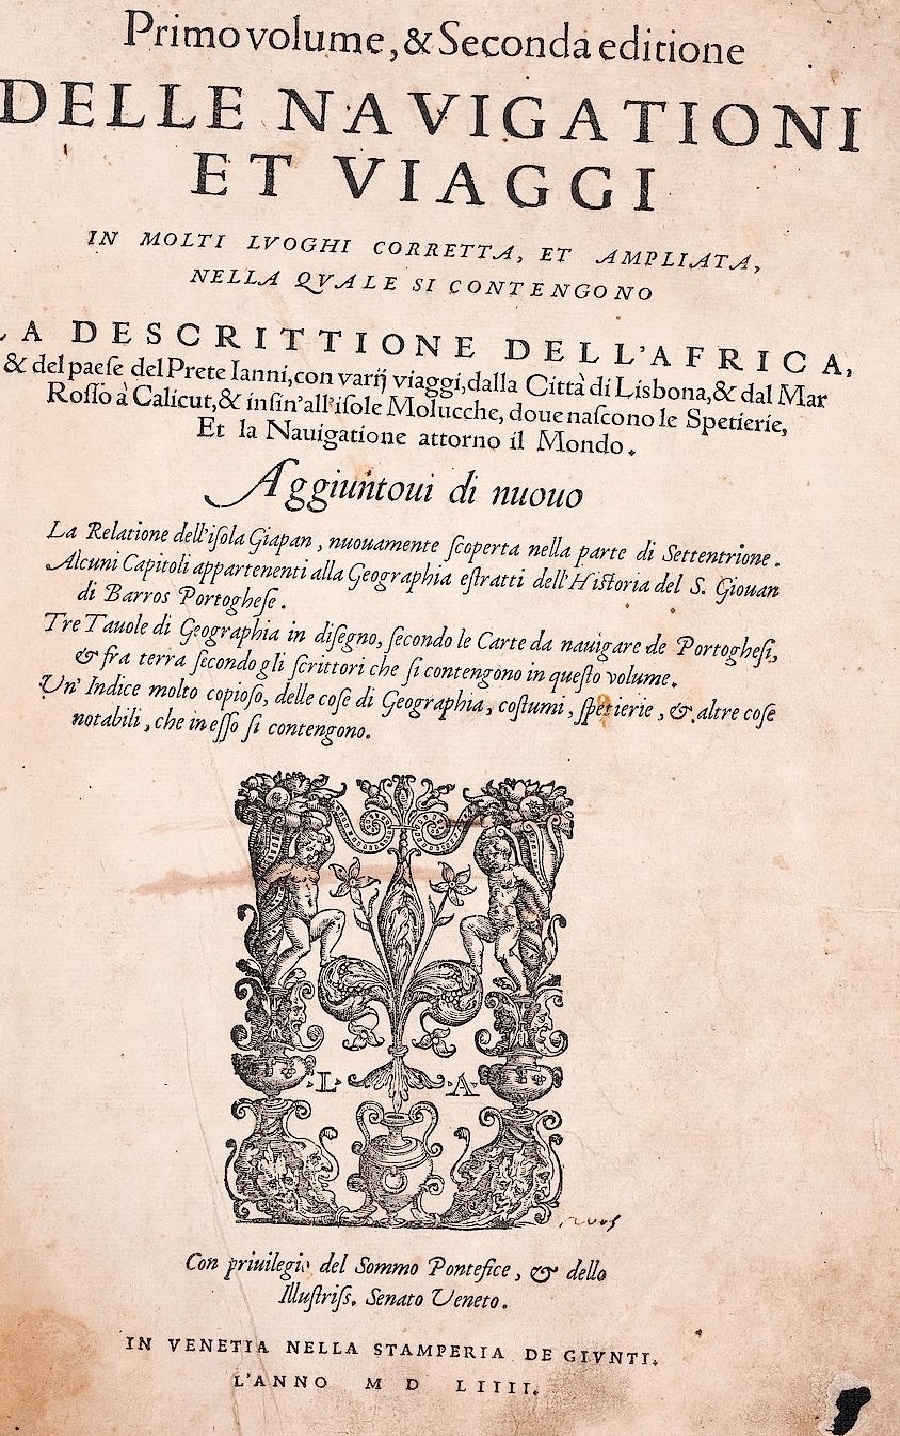 Primo volume, & Seconda editione
DELLE NAVIGATIONI
ET VIAGGI
IN MOLTI LVOGHI CORRETTA, ET AMPLIATA,
NELLA QVALE SI CONTENGONO
LA DESCRITTIONE DELL'AFRICA,
& del paese del Prete Ianni, con varij viaggi, dalla Città di Lisbona, & dal Mar
Rosso à Calicut, & insin'all'isole Molucche, doue nascono le Spetierie,
Et la Nauigatione attorno il Mondo.
Aggiuntoui di nuouo
La Relatione dell'isola Giapan, nuouamente scoperta nella parte di Settentrione.
Alcuni Capitoli appartenenti alla Geographia estratti dell'Historia del S. Giouan
di Barros Portoghese.
Tre Tauole di Geographia in disegno, secondo le Carte da nauigare de Portoghesi,
& fra terra secondo gli scrittori che si contengono in questo volume.
Un' Indice molto copioso, delle cose di Geographia, costumi, spetierie, & altre cose
notabili, che in esso si contengono.
·L· ·A·
Con priuilegio del Sommo Pontefice, & dello
Illustriss. Senato Veneto.
IN VENETIA NELLA STAMPERIA DE GIVNTI.
L'ANNO M D LIIII.